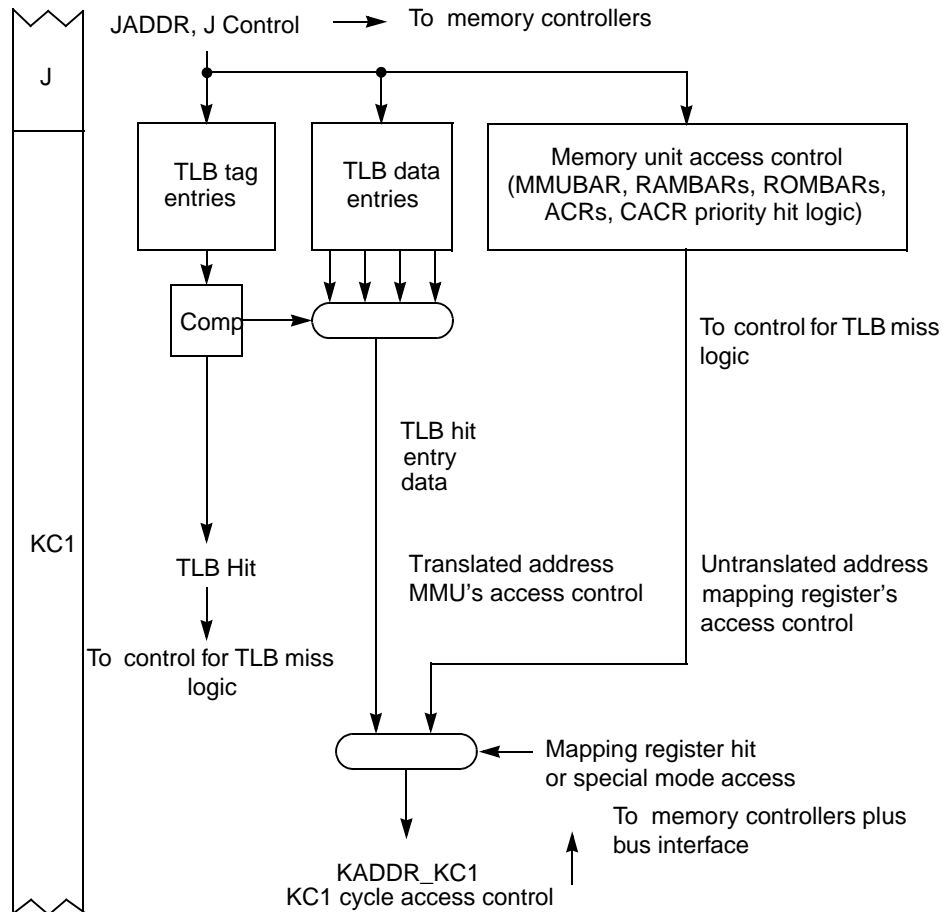 JADDR, J Control
To memory controllers
J
TLB tag
entries
TLB data
entries
Memory unit access control
(MMUBAR, RAMBARs, ROMBARs,
ACRs, CACR priority hit logic)
Comp
To control for TLB miss
logic
TLB hit
entry
data
KC1
TLB Hit
Translated address
MMU's access control
Untranslated address
mapping register's
access control
To control for TLB miss
logic
Mapping register hit
or special mode access
To memory controllers plus
bus interface
KADDR_KC1
KC1 cycle access control